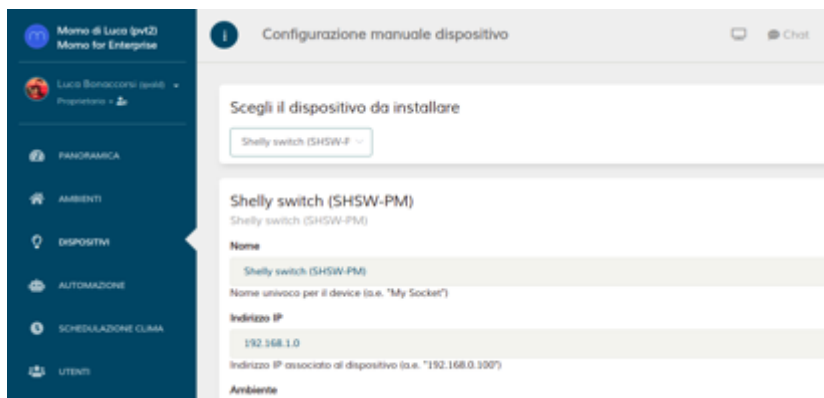 Momo di Luca (pvt2)
Momo for Enterprise
Luca Bonaccorsi
Proprietario
PANORAMICA
AMBIENTI
DISPOSITIVI
AUTOMAZIONE
SCHEDULAZIONE CLIMA
UTENTI
i Configurazione manuale dispositivo
Chat
Scegli il dispositivo da installare
Shelly switch (SHSW-P
Shelly switch (SHSW-PM)
Shelly switch (SHSW-PM)
Nome
Shelly switch (SHSW-PM)
Nome univoco per il device (a.e. "My Socket")
Indirizzo IP
192.168.1.0
Indirizzo IP associato al dispositivo (a.e. "192.168.0.100")
Ambiente